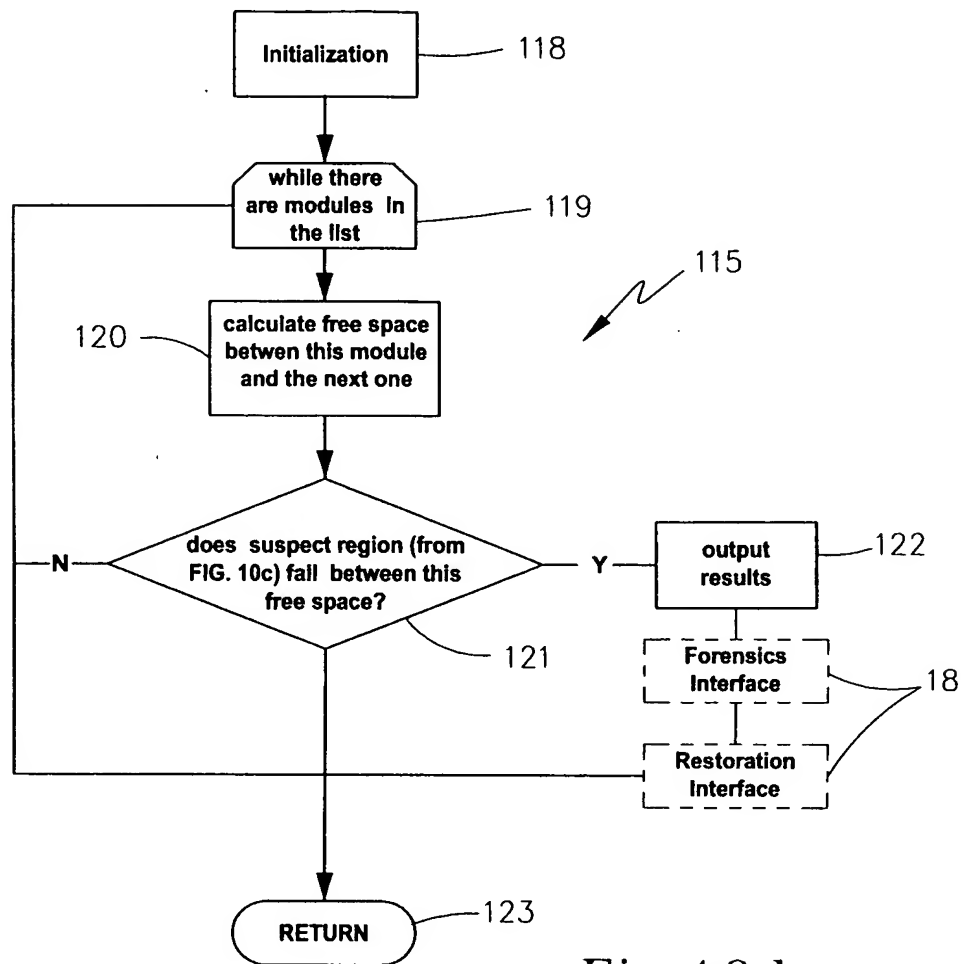 Initialization
118
while there
are modules in
the list
119
115
120
calculate free space
betwen this module
and the next one
does suspect region (from
FIG. 10c) fall between this
free space?
N
Y
121
output
results
122
Forensics
Interface
18
Restoration
Interface
RETURN
123